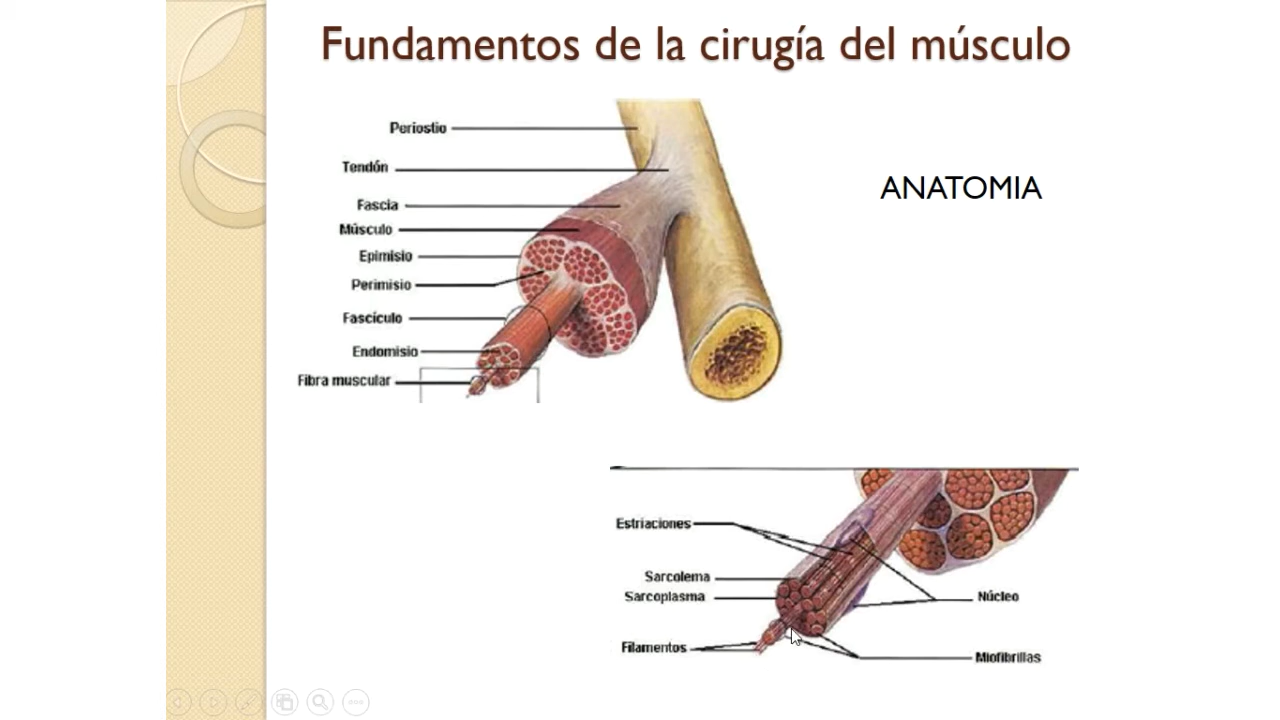 Fundamentos de la cirugía del músculo
Periostio
Tendón
ANATOMIA
Fascia
Músculo
Epimisio
Perimisio
Fascículo
Endomisio
Fibra muscular
Estriaciones
Sarcolema
Sarcoplasma
Núcleo
Filamentos
Miofibrillas